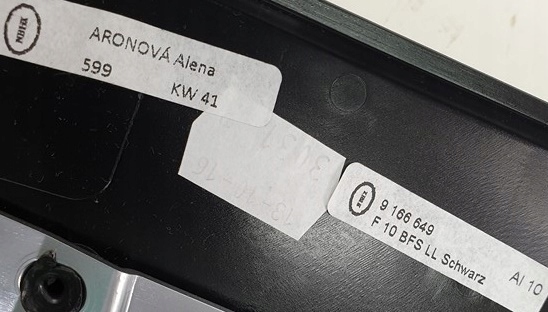 ARONOVÁ Alena
599
KW 41
9 166 649
F 10 BFS LL Schwarz
AI 10